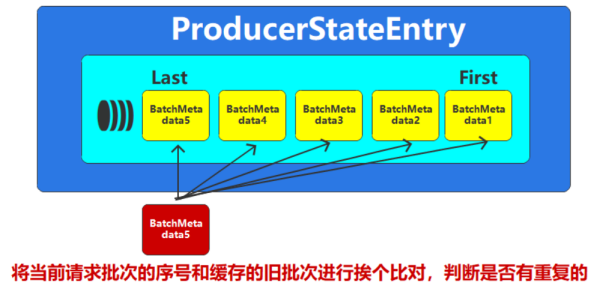 ProducerStateEntry
Last
First
BatchMeta
data5
BatchMeta
data4
BatchMeta
data3
BatchMeta
data2
BatchMeta
data1
BatchMeta
data5
将当前请求批次的序号和缓存的旧批次进行挨个比对，判断是否有重复的